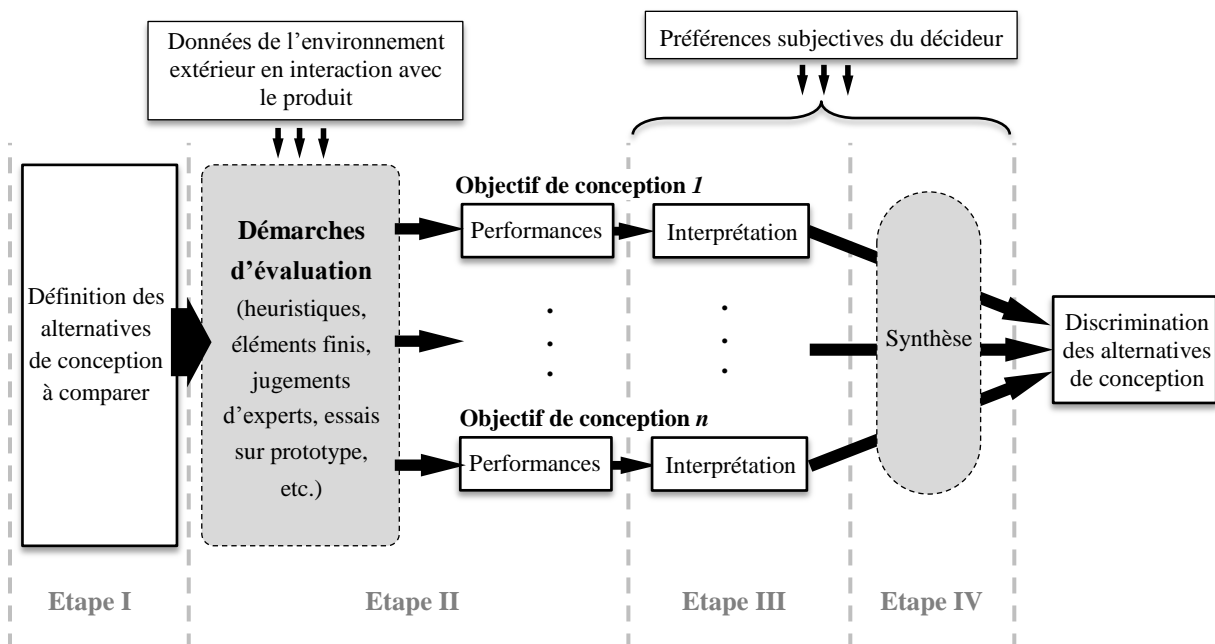 Données de l’environnement
extérieur en interaction avec
le produit
Préférences subjectives du décideur
Définition des
alternatives
de conception
à comparer
Démarches
d’évaluation
(heuristiques,
éléments finis,
jugements
d’experts, essais
sur prototype,
etc.)
Objectif de conception 1
Performances
Interprétation
Objectif de conception n
Performances
Interprétation
Synthèse
Discrimination
des alternatives
de conception
Etape I
Etape II
Etape III
Etape IV